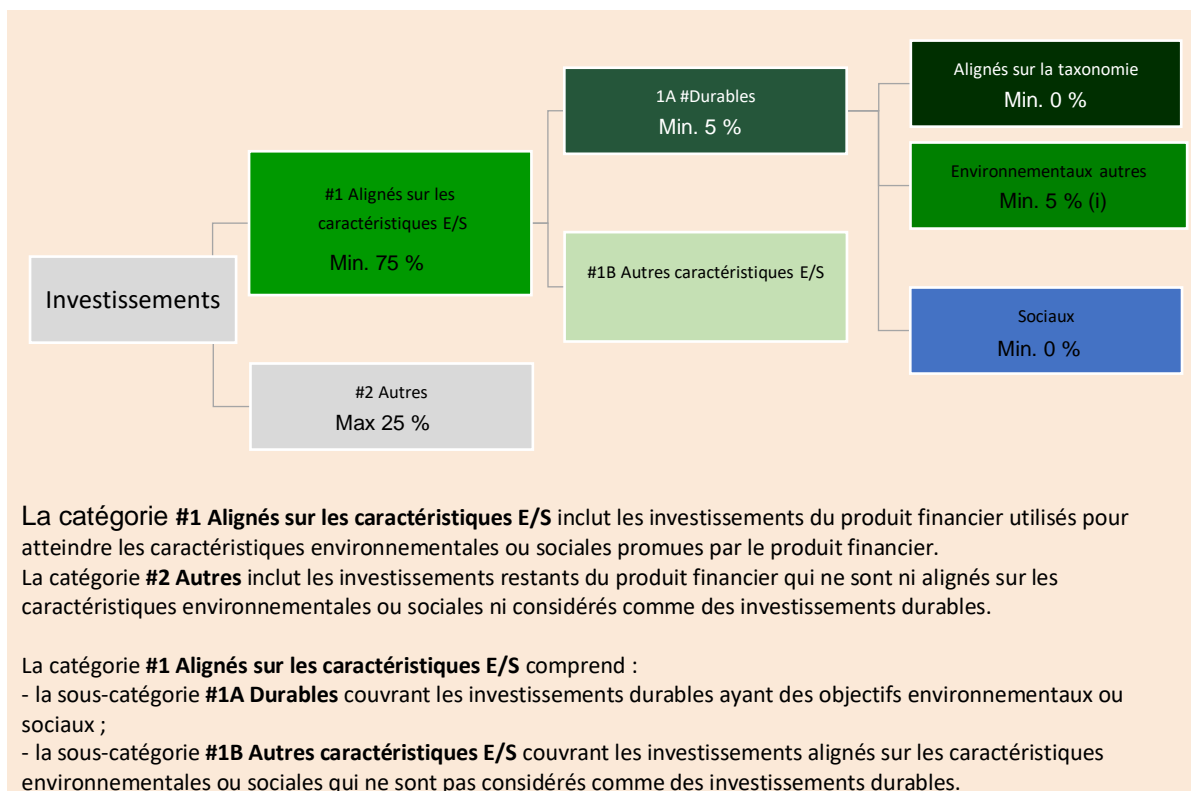 Investissements
#1 Alignés sur les
caractéristiques E/S
Min. 75 %
#2 Autres
Max 25 %
1A #Durables
Min. 5 %
#1B Autres caractéristiques E/S
Alignés sur la taxonomie
Min. 0 %
Environnementaux autres
Min. 5 % (i)
Sociaux
Min. 0 %
La catégorie #1 Alignés sur les caractéristiques E/S inclut les investissements du produit financier utilisés pour
atteindre les caractéristiques environnementales ou sociales promues par le produit financier.
La catégorie #2 Autres inclut les investissements restants du produit financier qui ne sont ni alignés sur les
caractéristiques environnementales ou sociales ni considérés comme des investissements durables.
La catégorie #1 Alignés sur les caractéristiques E/S comprend :
- la sous-catégorie #1A Durables couvrant les investissements durables ayant des objectifs environnementaux ou
sociaux ;
- la sous-catégorie #1B Autres caractéristiques E/S couvrant les investissements alignés sur les caractéristiques
environnementales ou sociales qui ne sont pas considérés comme des investissements durables.